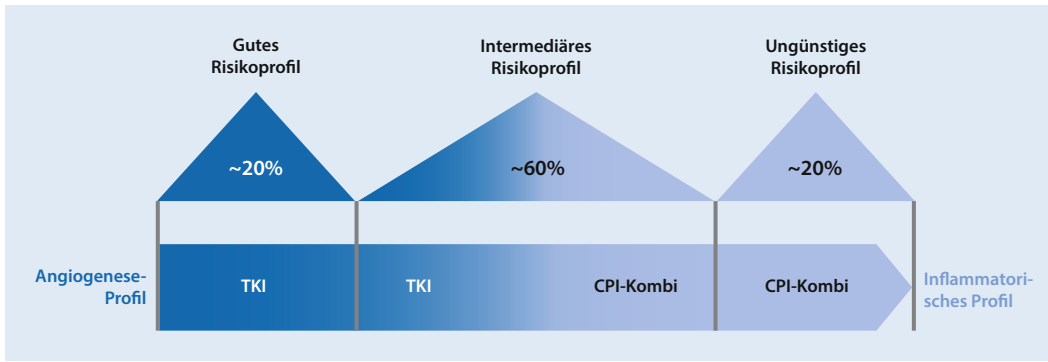 Gutes
Risikoprofil
Intermediäres
Risikoprofil
Ungünstiges
Risikoprofil
~20%
~60%
~20%
Angiogenese-
Profil
TKI
TKI
CPI-Kombi
CPI-Kombi
Inflammatori-
sches Profil